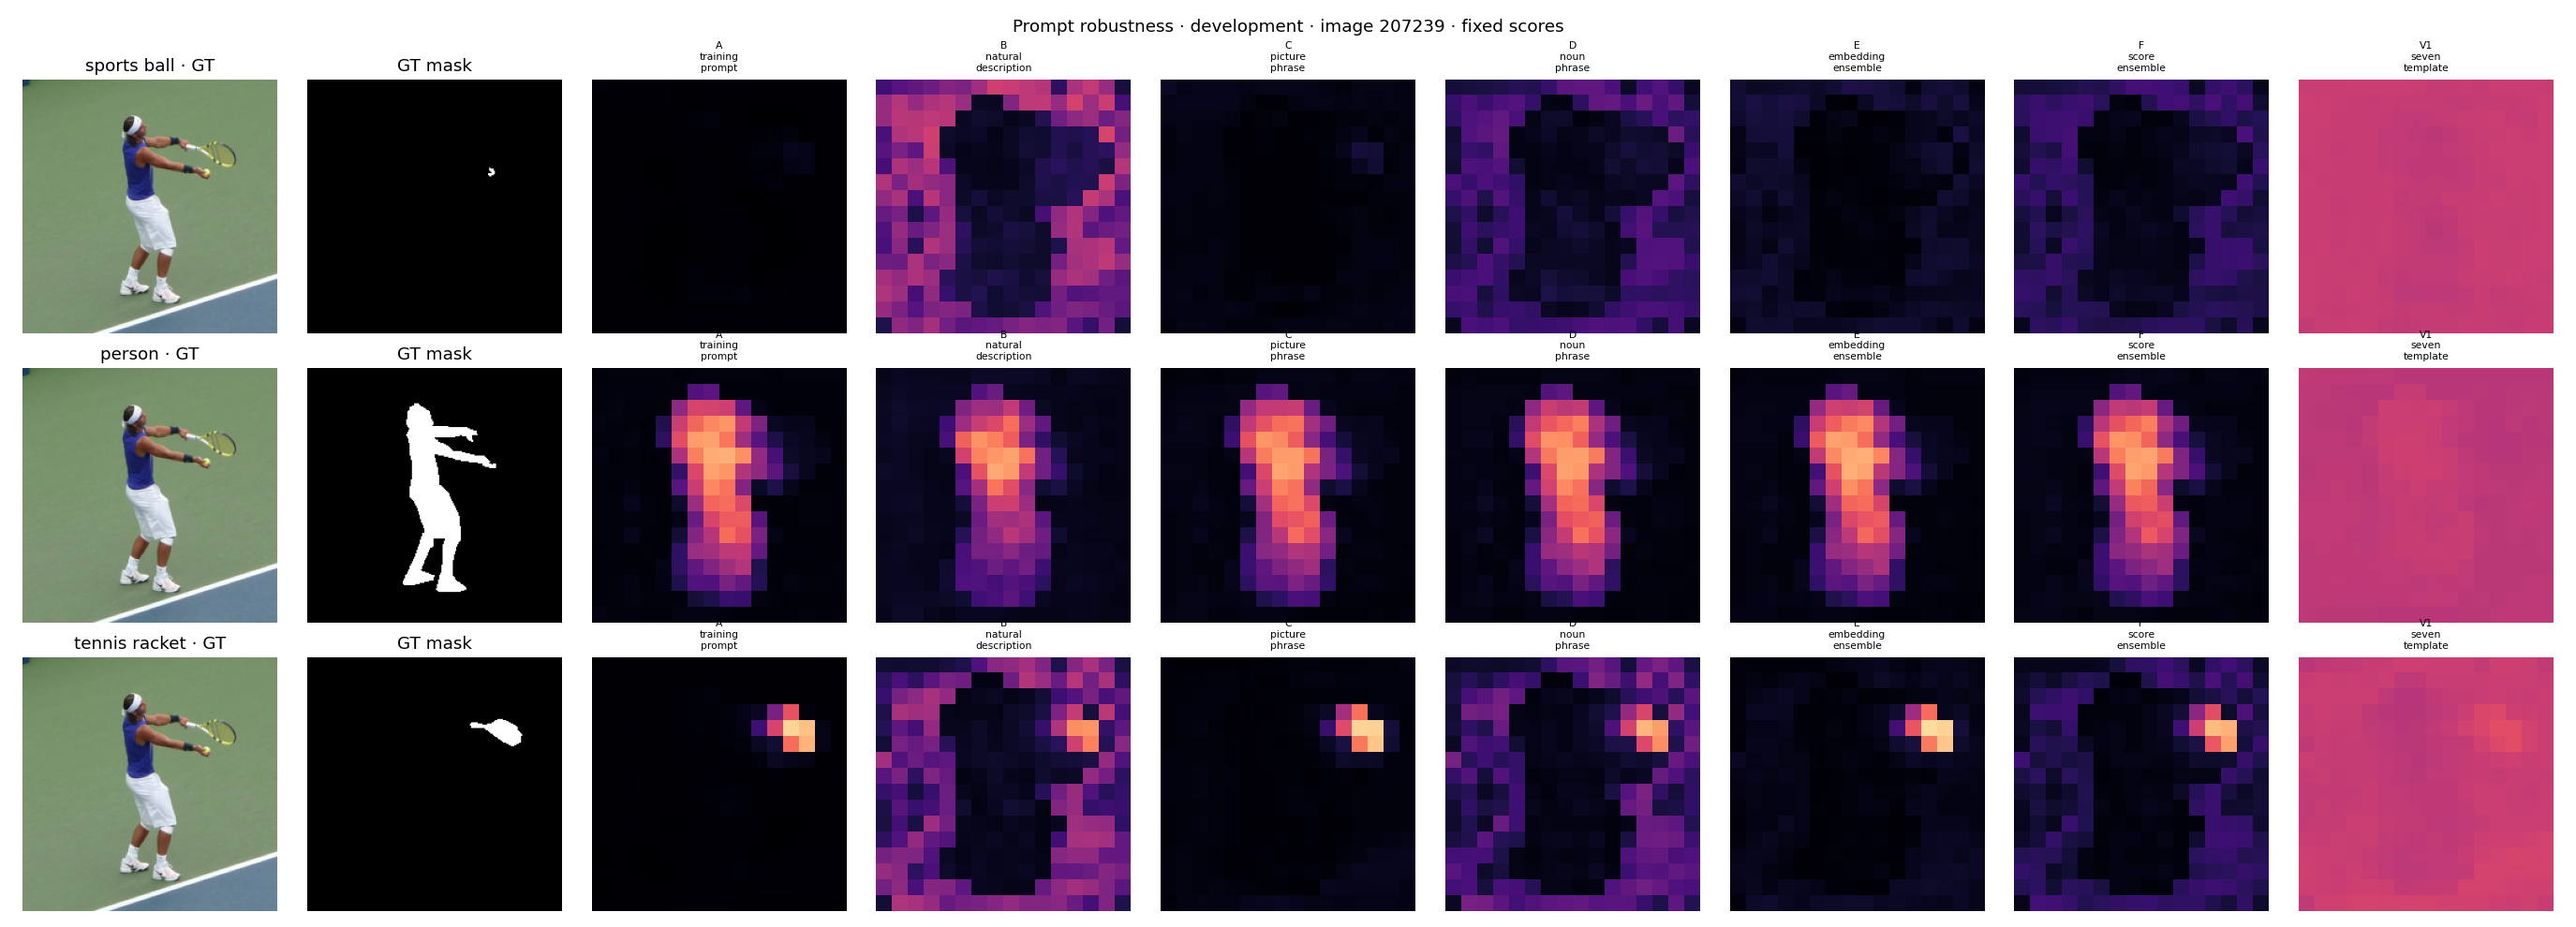 Prompt robustness · development · image 207239 · fixed scores
sports ball · GT
GT mask
A
training
prompt
B
natural
description
C
picture
phrase
D
noun
phrase
E
embedding
ensemble
F
score
ensemble
V1
seven
template
person · GT
GT mask
A
training
prompt
B
natural
description
C
picture
phrase
D
noun
phrase
E
embedding
ensemble
F
score
ensemble
V1
seven
template
tennis racket · GT
GT mask
A
training
prompt
B
natural
description
C
picture
phrase
D
noun
phrase
E
embedding
ensemble
score
ensemble
V1
seven
template